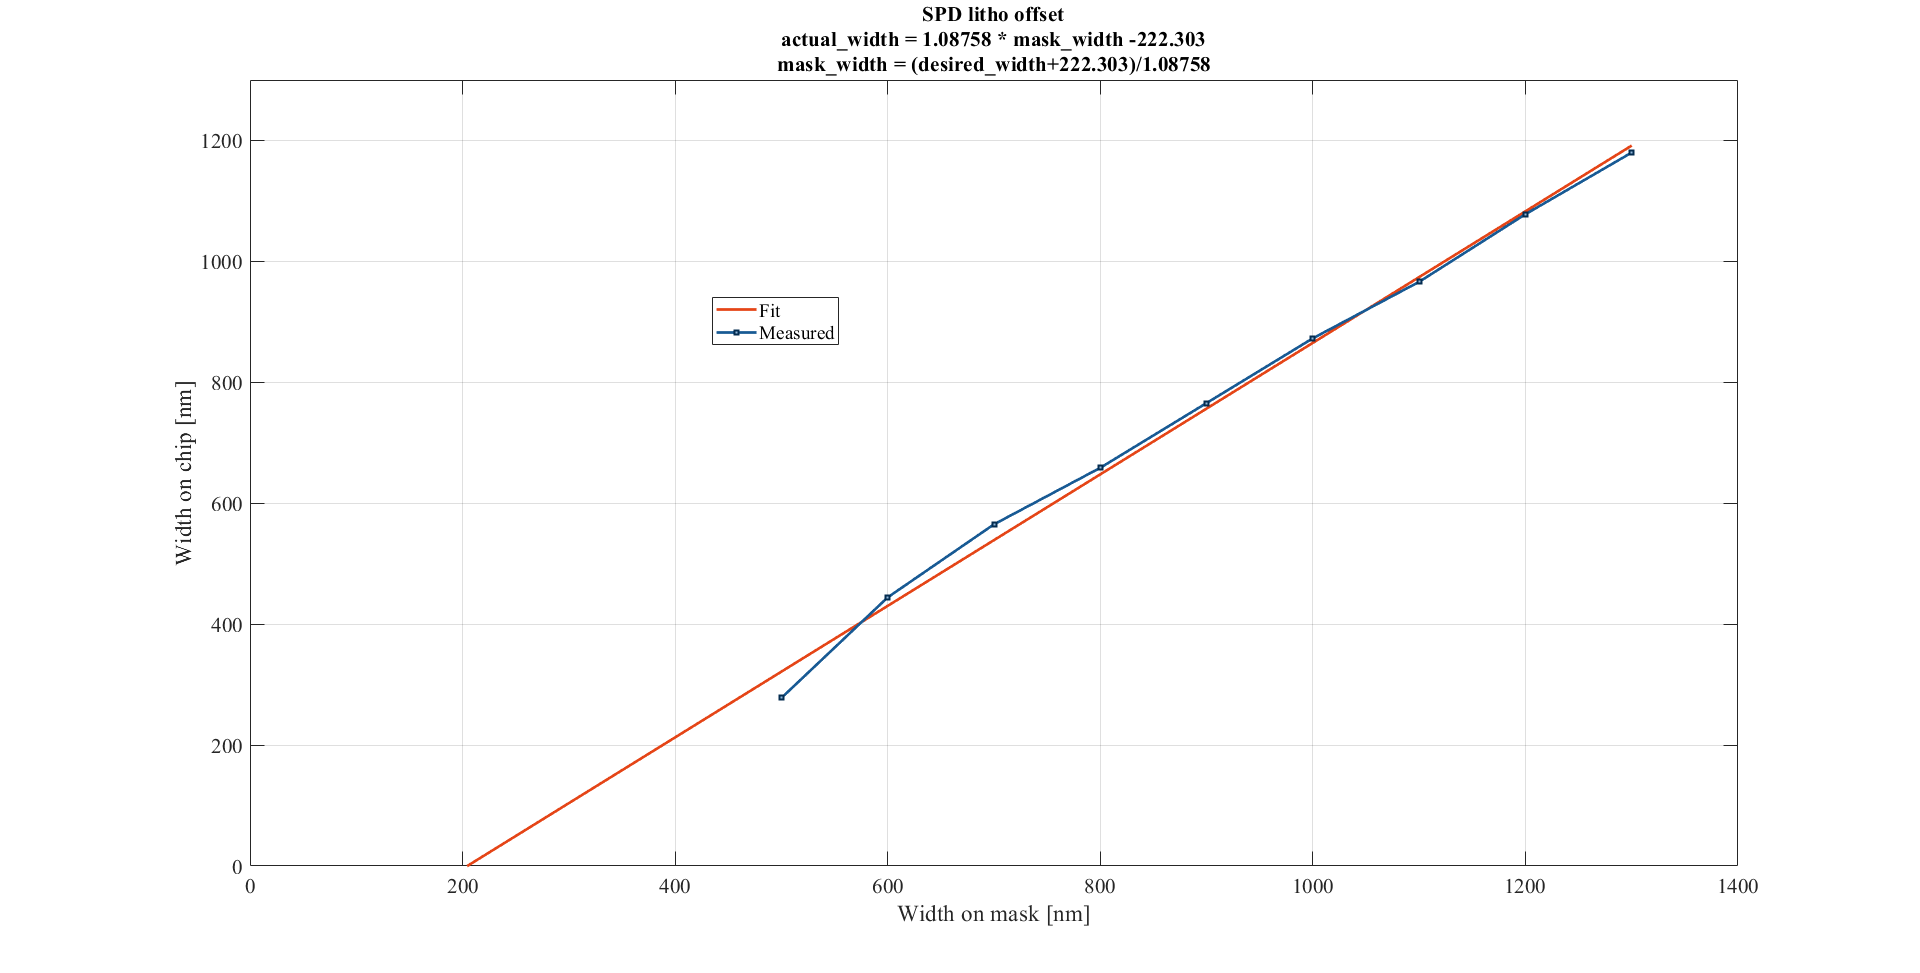 SPD litho offset
actual_width = 1.08758 * mask_width -222.303
mask_width = (desired_width+222.303)/1.08758
1200
1000
800
600
400
200
0
Width on chip [nm]
Fit
Measured
0 200 400 600 800 1000 1200 1400
Width on mask [nm]